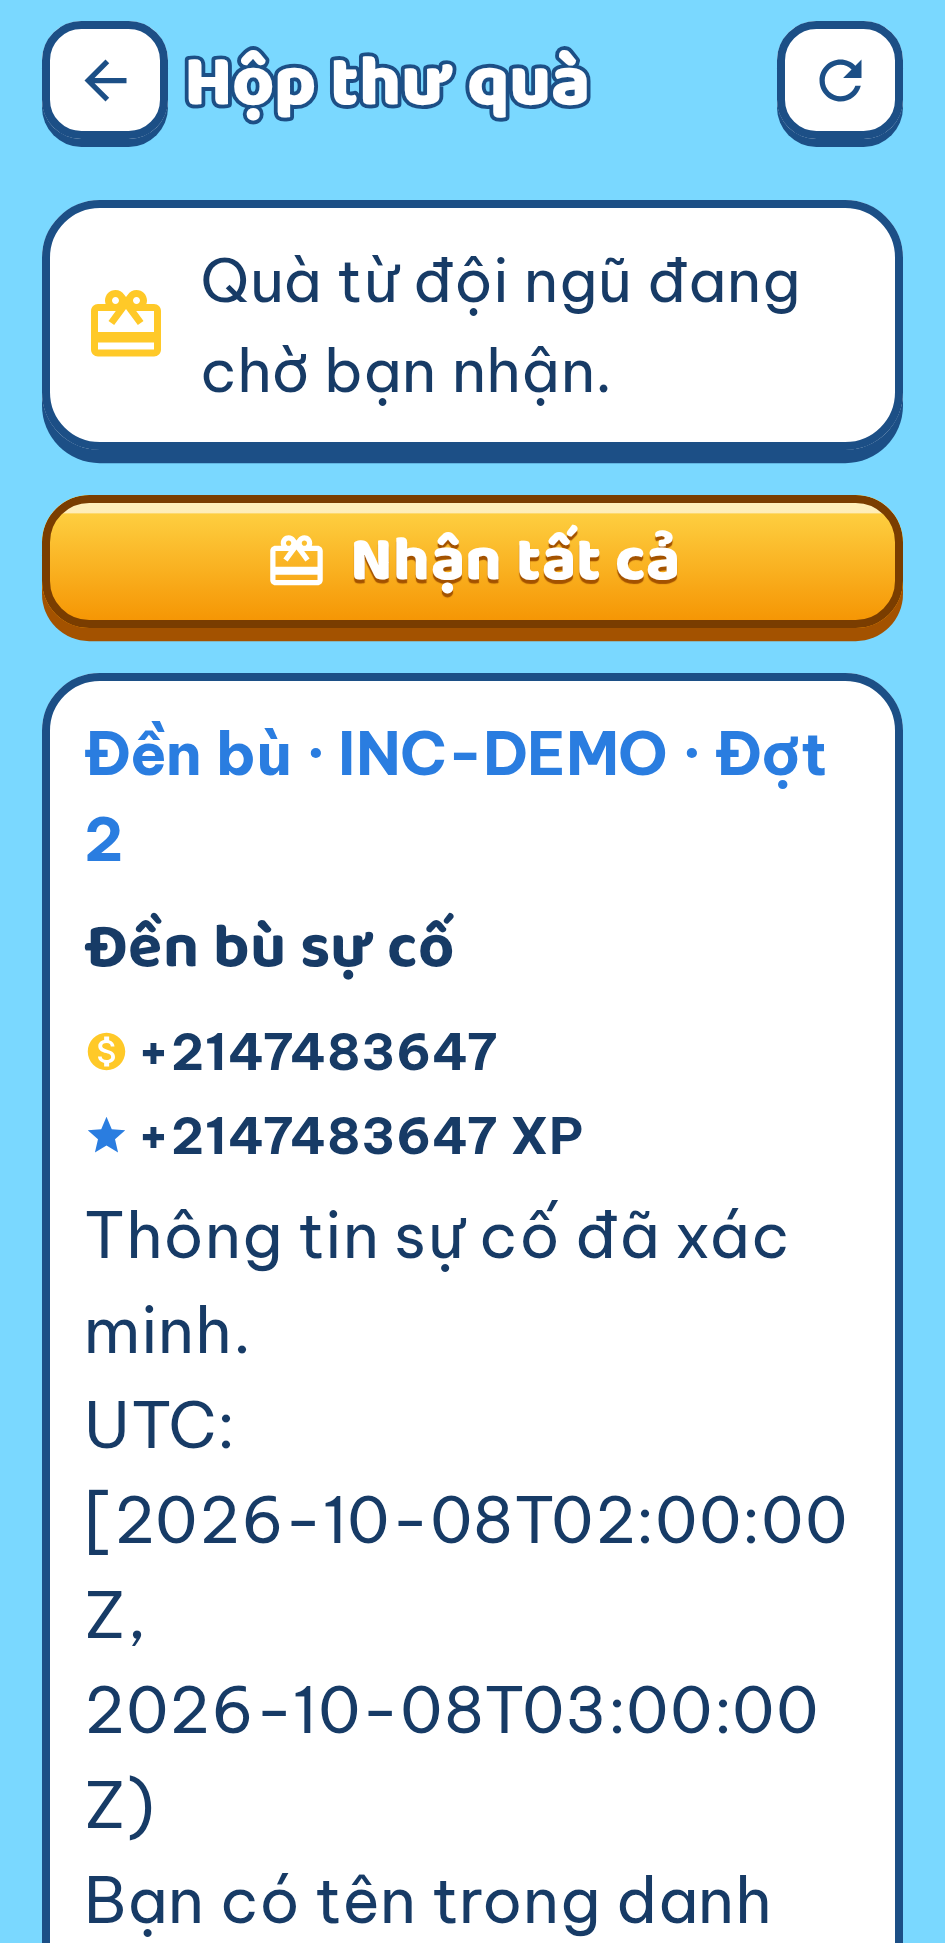 Hộp thư quà
Quà từ đội ngũ đang
chờ bạn nhận.
Nhận tất cả
Đền bù · INC-DEMO · Đợt
2
Đền bù sự cố
+2147483647
+2147483647 XP
Thông tin sự cố đã xác
minh.
UTC:
[2026-10-08T02:00:00
Z,
2026-10-08T03:00:00
Z)
Bạn có tên trong danh